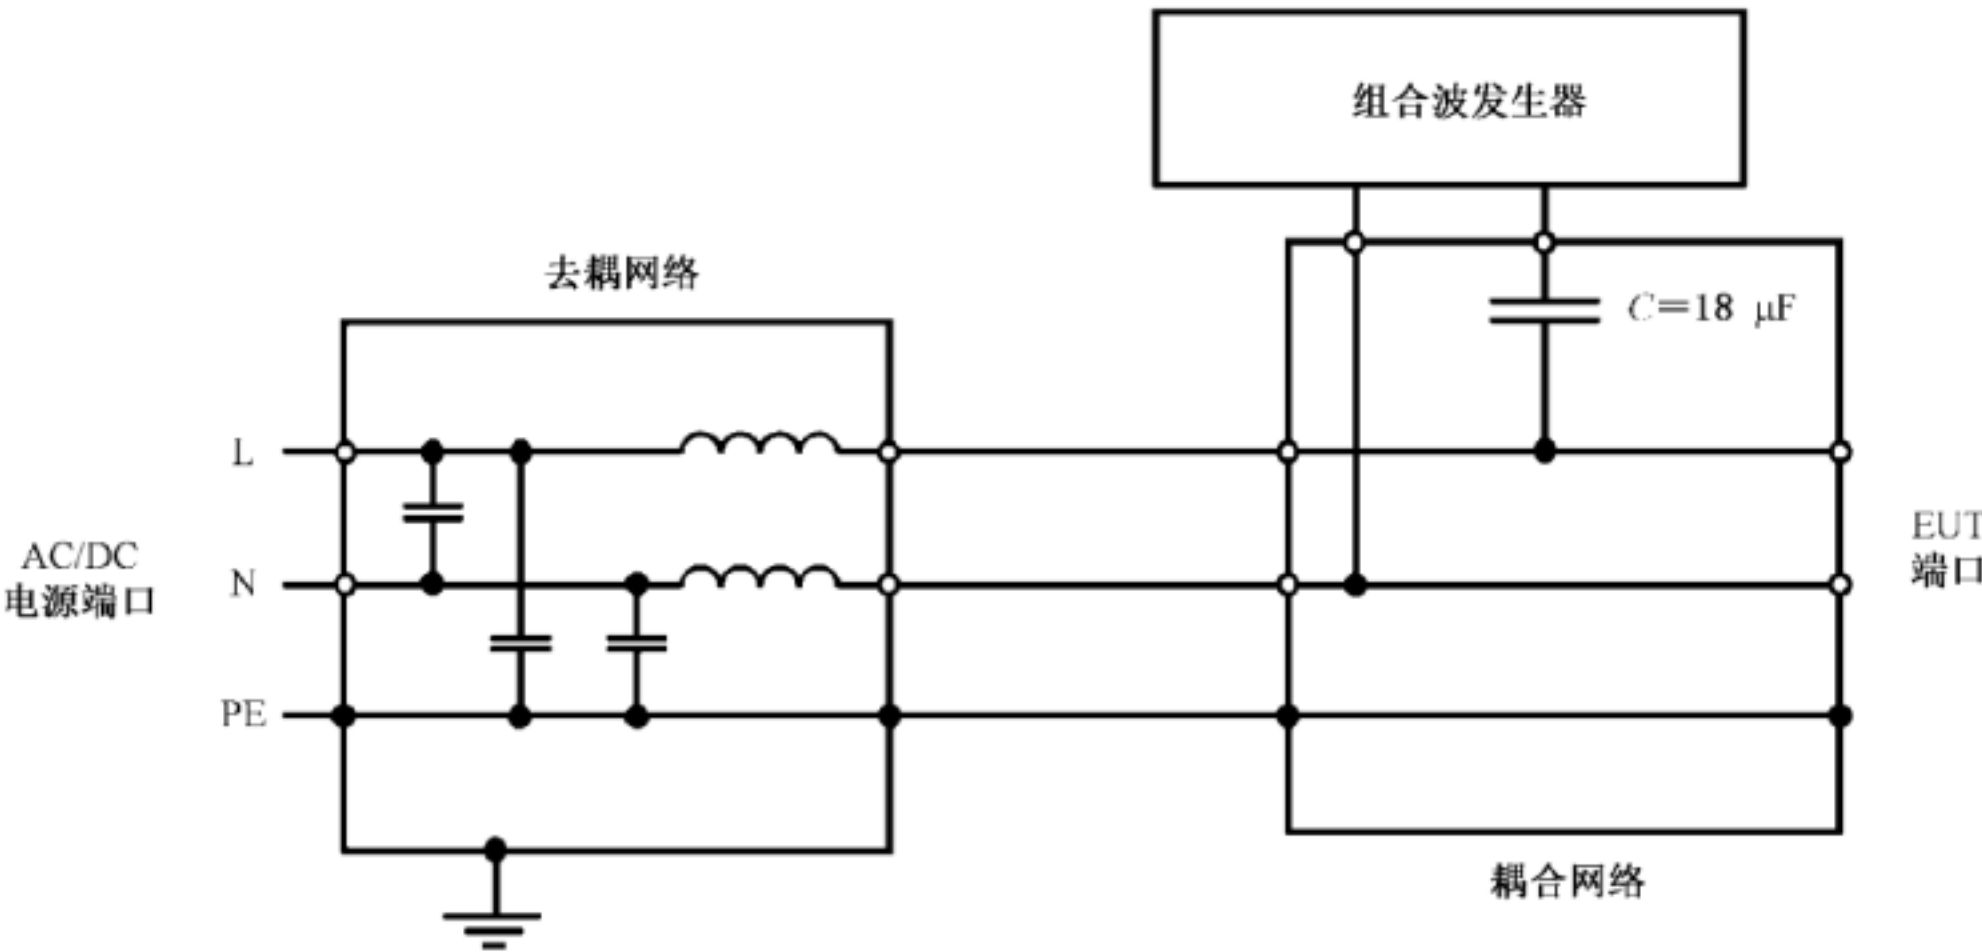 组合波发生器
去耦网络
C=18 μF
L
AC/DC
电源端口
N
EUT
端口
PE
耦合网络